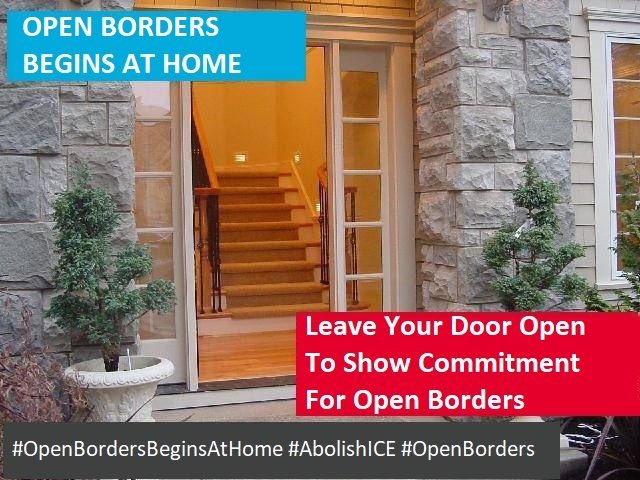 OPEN BORDERS
BEGINS AT HOME
Leave Your Door Open
To Show Commitment
For Open Borders
#OpenBordersBeginsAtHome #AbolishICE #OpenBorders